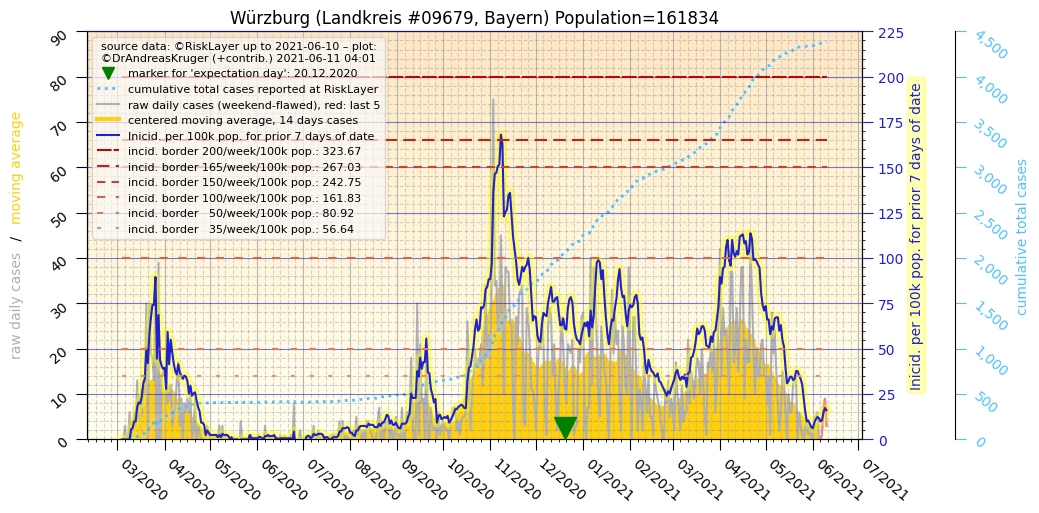 Würzburg (Landkreis #09679, Bayern) Population=161834
source data: ©RiskLayer up to 2021-06-10 – plot:
©DrAndreasKruger (+contrib.) 2021-06-11 04:01
marker for 'expectation day': 20.12.2020
cumulative total cases reported at RiskLayer
raw daily cases (weekend-flawed), red: last 5
centered moving average, 14 days cases
Inicid. per 100k pop. for prior 7 days of date
incid. border 200/week/100k pop.: 323.67
incid. border 165/week/100k pop.: 267.03
incid. border 150/week/100k pop.: 242.75
incid. border 100/week/100k pop.: 161.83
incid. border 50/week/100k pop.: 80.92
incid. border 35/week/100k pop.: 56.64
raw daily cases / moving average
90
80
70
60
50
40
30
20
10
0
225
200
175
150
125
100
75
50
25
0
Inicid. per 100k pop. for prior 7 days of date
4,500
4,000
3,500
3,000
2,500
2,000
1,500
1,000
500
0
cumulative total cases
03/2020
04/2020
05/2020
06/2020
07/2020
08/2020
09/2020
10/2020
11/2020
12/2020
01/2021
02/2021
03/2021
04/2021
05/2021
06/2021
07/2021